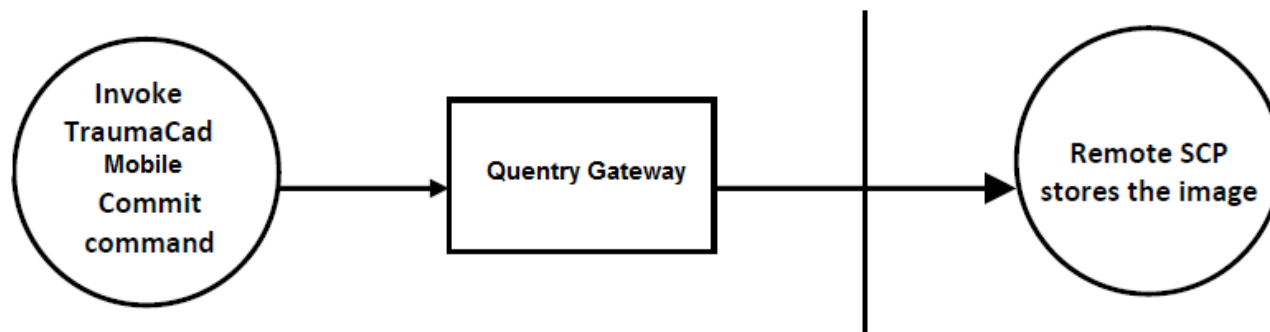 Invoke
TraumaCad
Mobile
Commit
command
Quentry Gateway
Remote SCP
stores the image